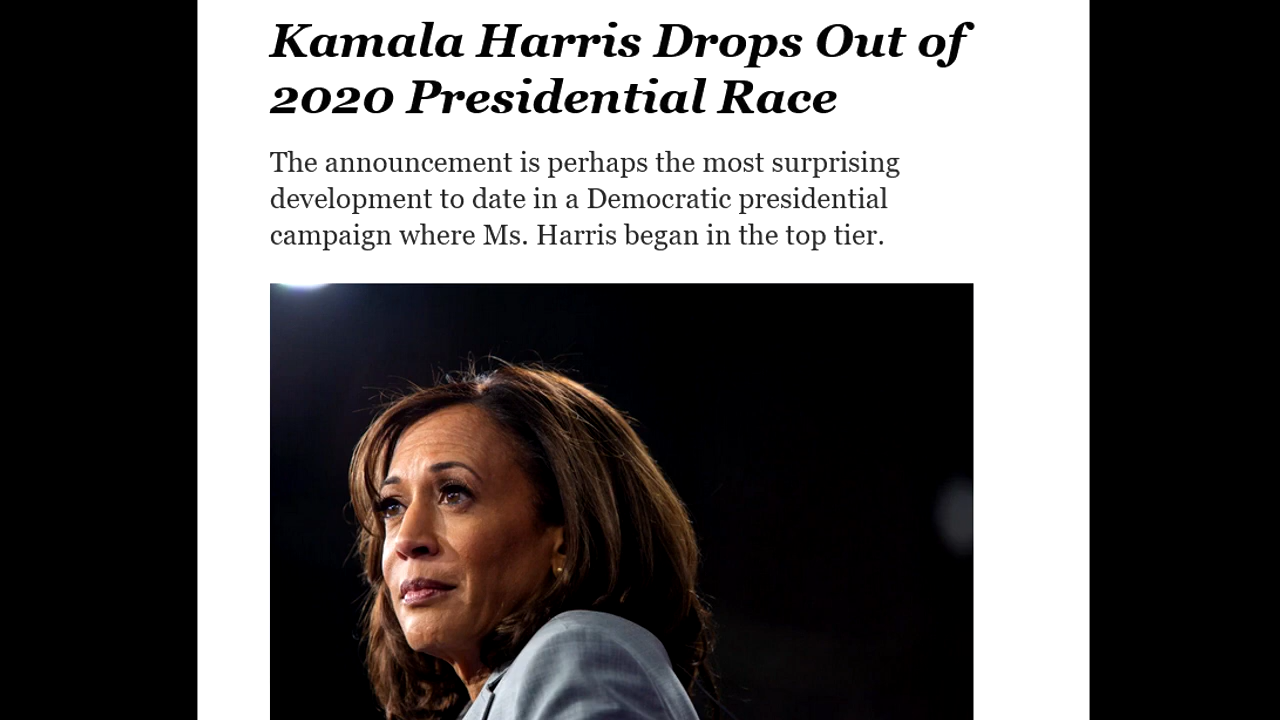 Kamala Harris Drops Out of
2020 Presidential Race
The announcement is perhaps the most surprising
development to date in a Democratic presidential
campaign where Ms. Harris began in the top tier.